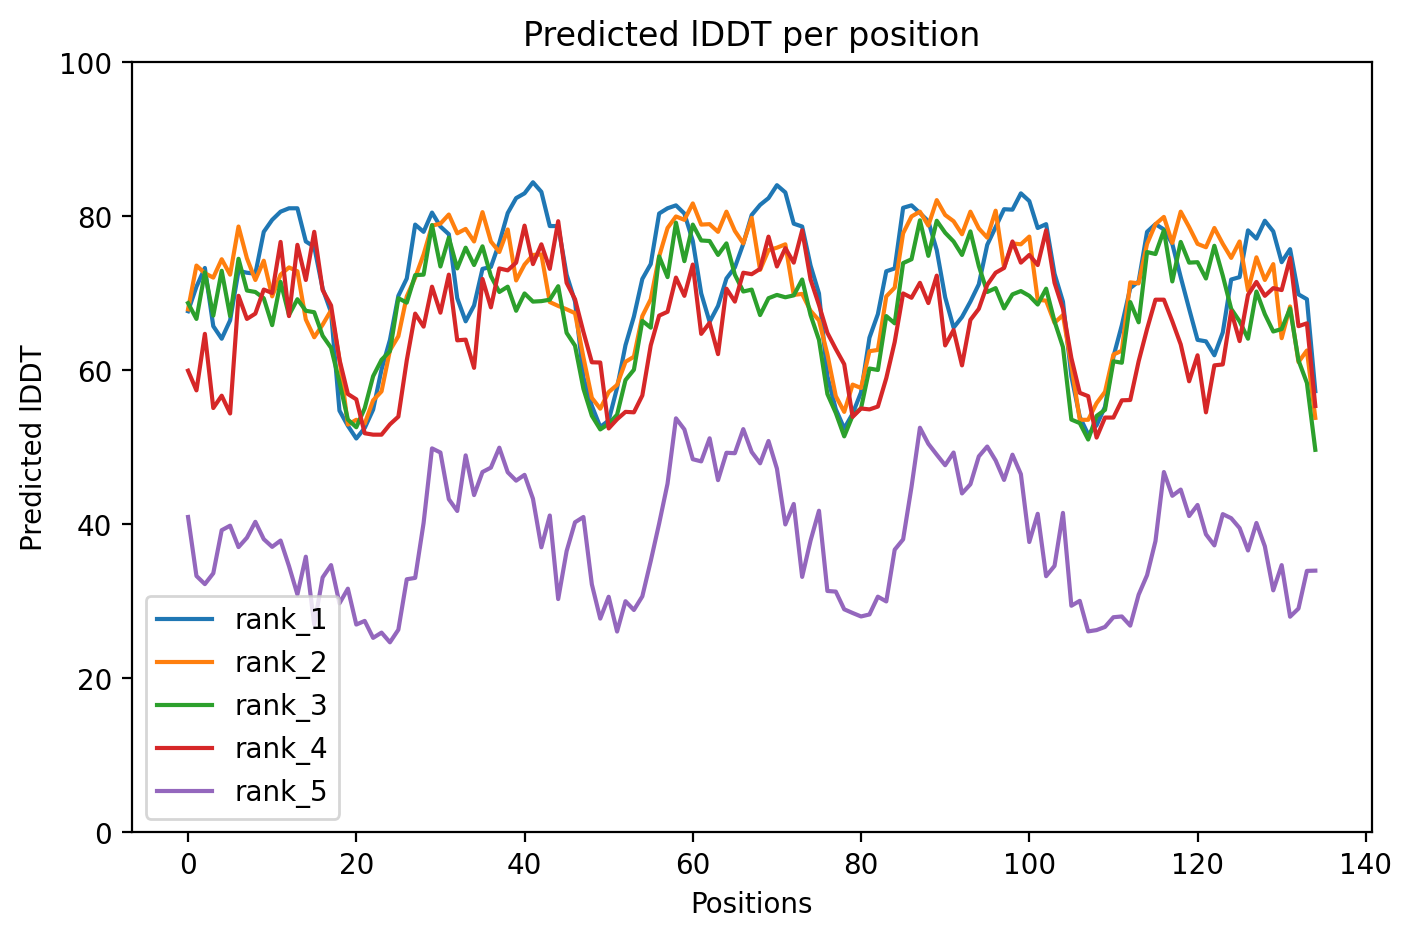 Predicted lDDT per position
Predicted lDDT
100
80
60
40
20
0
rank_1
rank_2
rank_3
rank_4
rank_5
0 20 40 60 80 100 120 140
Positions